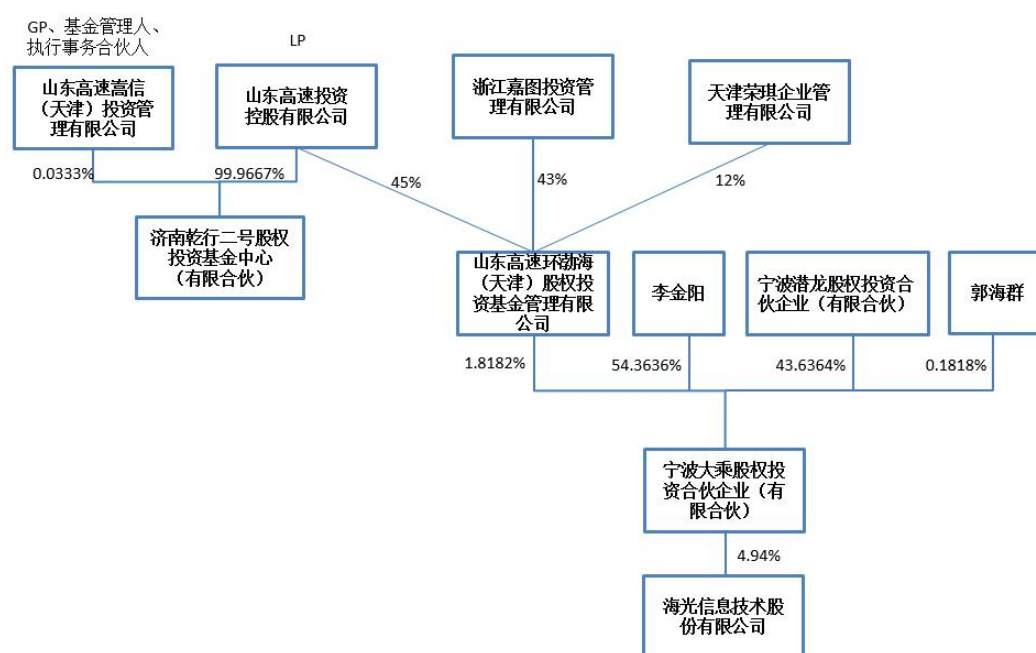 GP、基金管理人、
执行事务合伙人
LP
山东高速嵩信
（天津）投资管
理有限公司
山东高速投资
控股有限公司
浙江嘉图投资管
理有限公司
天津荣琪企业管
理有限公司
0.0333%
99.9667%
45%
43%
12%
济南乾行二号股权
投资基金中心
（有限合伙）
山东高速环渤海
（天津）股权投
资基金管理有限
公司
李金阳
宁波潜龙股权投资合
伙企业（有限合伙）
郭海群
1.8182%
54.3636%
43.6364%
0.1818%
宁波大乘股权投
资合伙企业（有
限合伙）
4.94%
海光信息技术股
份有限公司